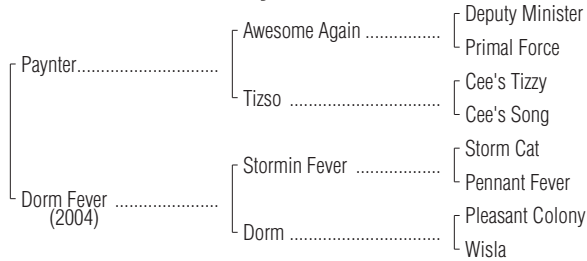 Deputy Minister
Awesome Again ................
Primal Force
Paynter..............................
Cee's Tizzy
Tizso ................................
Cee's Song
Storm Cat
Stormin Fever ..................
Pennant Fever
Dorm Fever ......................
(2004)
Pleasant Colony
Dorm ................................
Wisla